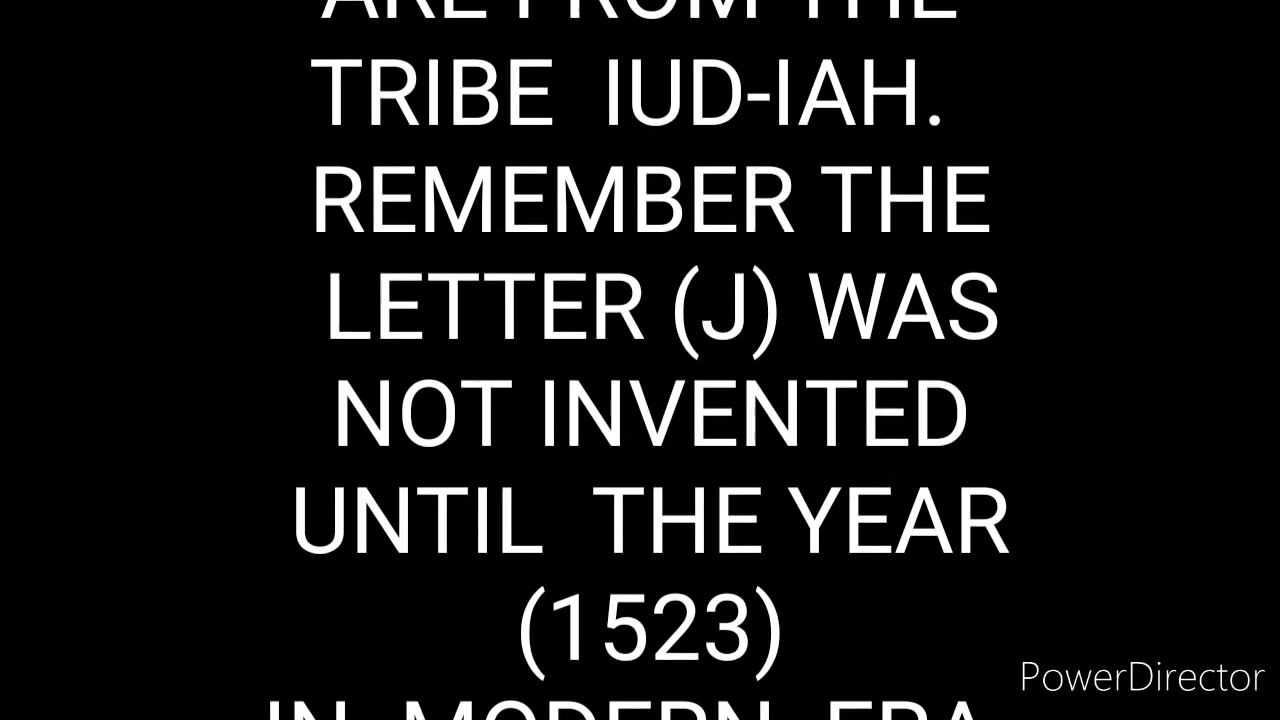 ARE FROM THE
TRIBE IUD-IAH.
REMEMBER THE
LETTER (J) WAS
NOT INVENTED
UNTIL THE YEAR
(1523)
IN MODERN ERA
PowerDirector